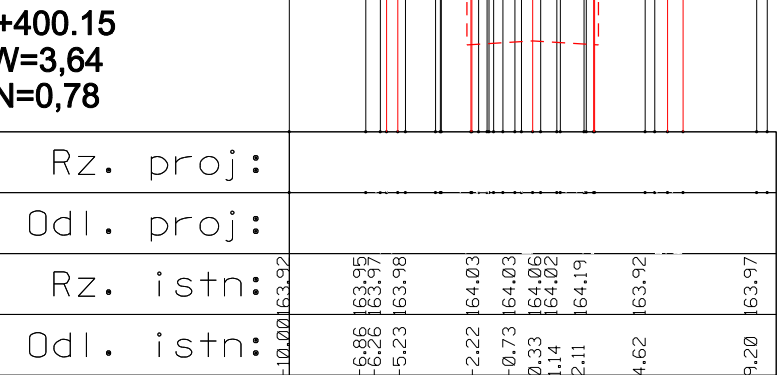 +400.15
W=3,64
N=0,78
Rz. proj:
Odl. proj:
Rz. istn: 163.92 163.95 163.97 163.98 164.03 164.03 164.06 164.02 164.19 163.92 163.97
Odl. istn: -10.00 -6.86 -6.26 -5.23 -2.22 -0.73 0.33 1.14 2.11 4.62 9.20